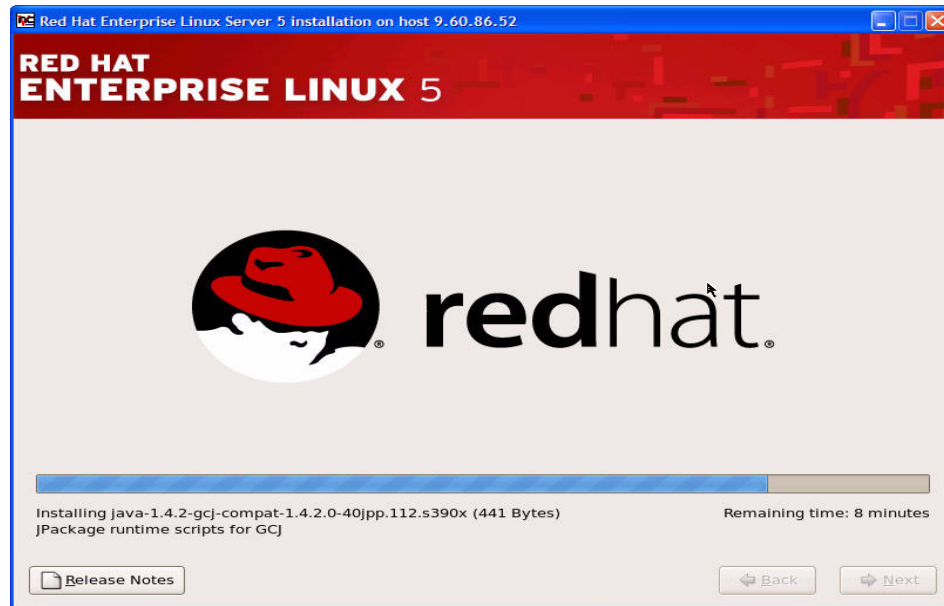 Red Hat Enterprise Linux Server 5 installation on host 9.60.86.52
RED HAT
ENTERPRISE LINUX 5
redhat.
Installing java-1.4.2-gcj-compat-1.4.2.0-40jpp.112.s390x (441 Bytes)
Remaining time: 8 minutes
JPackage runtime scripts for GCJ
Release Notes
Back
Next